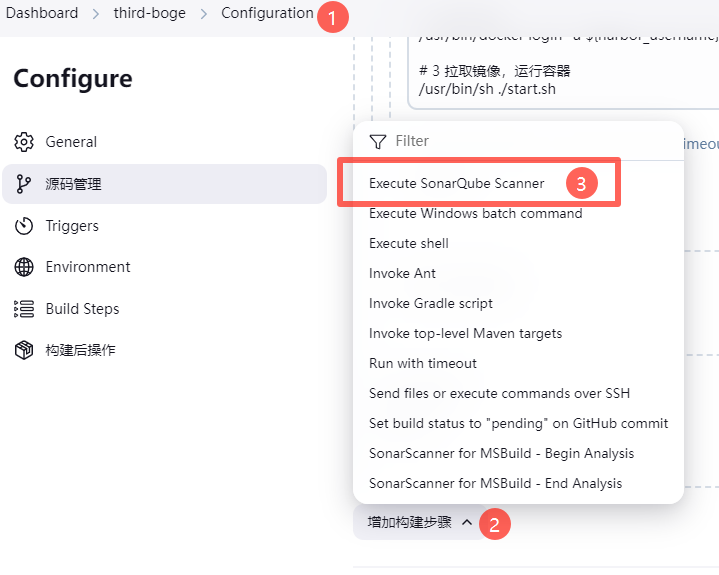 Dashboard > third-boge > Configuration 1
/usr/bin/docker login -u ${harbor_username}
Configure
# 3 拉取镜像，运行容器
/usr/bin/sh ./start.sh
General
源码管理
Triggers
Environment
Build Steps
构建后操作
Filter
Execute SonarQube Scanner 3
Execute Windows batch command
Execute shell
Invoke Ant
Invoke Gradle script
Invoke top-level Maven targets
Run with timeout
Send files or execute commands over SSH
Set build status to "pending" on GitHub commit
SonarScanner for MSBuild - Begin Analysis
SonarScanner for MSBuild - End Analysis
增加构建步骤 2